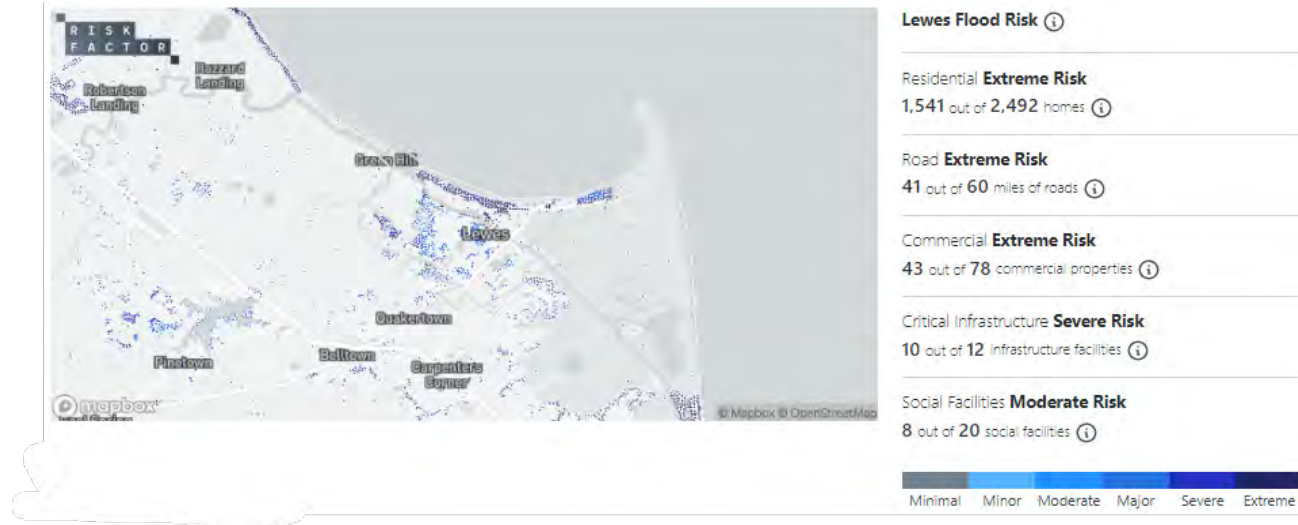 RISK
FACTOR
Hazzard
Landing
Robertson
Landing
Green Hill
Lewes
Quakertown
Pinetown
Belltown
Carpenters
Corner
mapbox
© Mapbox © OpenStreetMap
Lewes Flood Risk
Residential Extreme Risk
1,541 out of 2,492 homes
Road Extreme Risk
41 out of 60 miles of roads
Commercial Extreme Risk
43 out of 78 commercial properties
Critical Infrastructure Severe Risk
10 out of 12 infrastructure facilities
Social Facilities Moderate Risk
8 out of 20 social facilities
Minimal Minor Moderate Major Severe Extreme